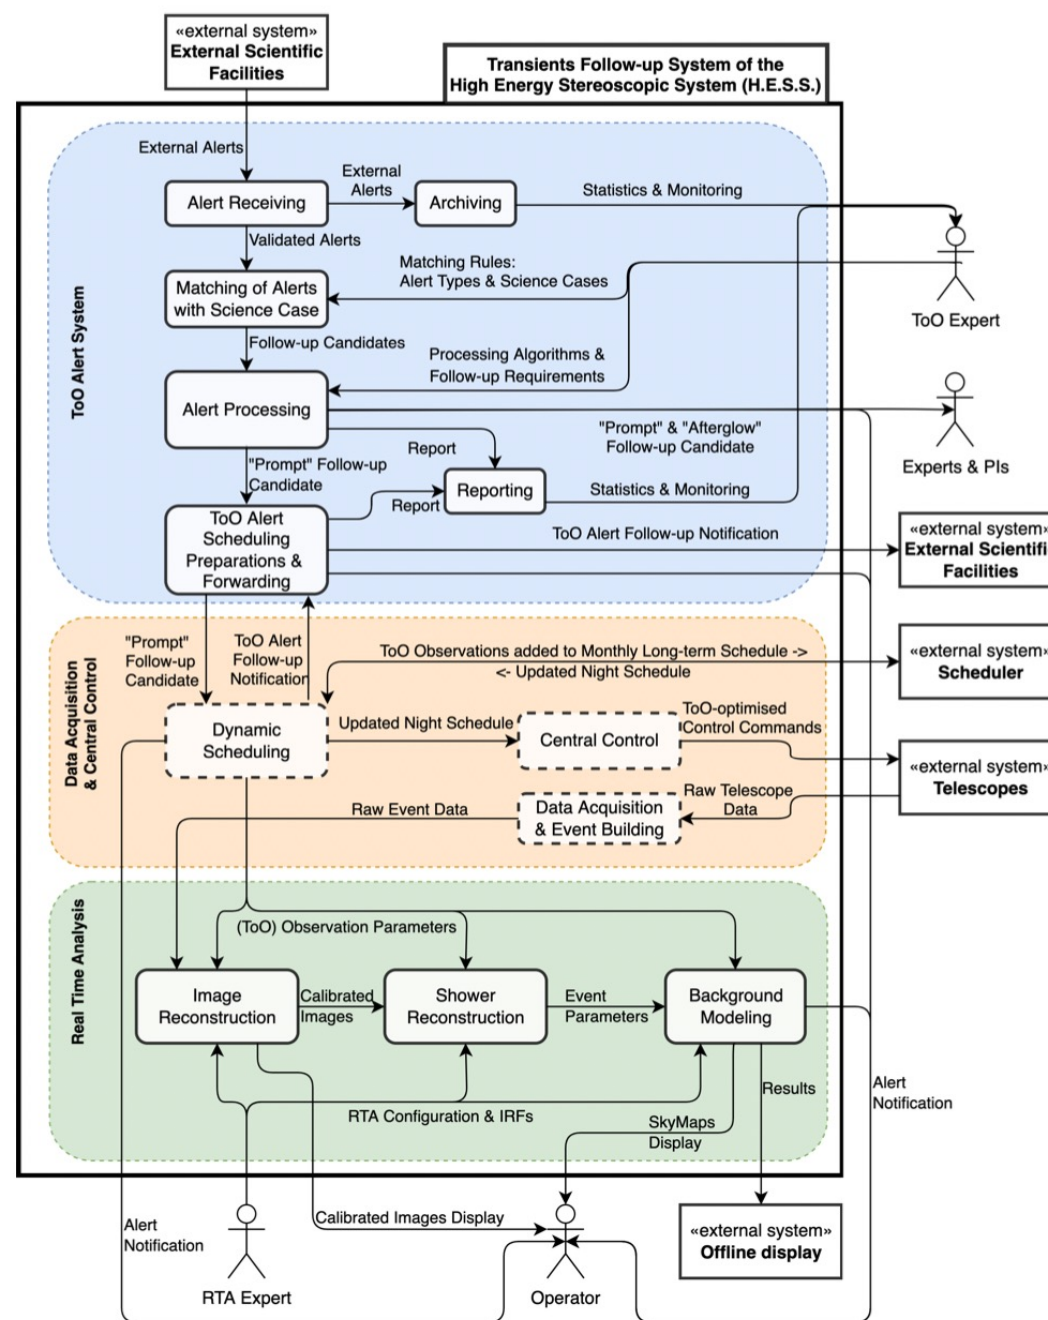 «external system»
External Scientific
Facilities
Transients Follow-up System of the
High Energy Stereoscopic System (H.E.S.S.)
External Alerts
Alert Receiving
External
Alerts
Archiving
Statistics & Monitoring
Validated Alerts
Matching of Alerts
with Science Case
Matching Rules:
Alert Types & Science Cases
ToO Expert
Follow-up Candidates
Processing Algorithms &
Follow-up Requirements
ToO Alert System
Alert Processing
"Prompt" & "Afterglow"
Follow-up Candidate
Experts & PIs
Report
"Prompt" Follow-up
Candidate
Reporting
Report
Statistics & Monitoring
ToO Alert
Scheduling
Preparations &
Forwarding
ToO Alert Follow-up Notification
«external system»
External Scientifi
Facilities
"Prompt"
Follow-up
Candidate
ToO Alert
Follow-up
Notification
ToO Observations added to Monthly Long-term Schedule ->
<- Updated Night Schedule
«external system»
Scheduler
Data Acquisition
& Central Control
Dynamic
Scheduling
Updated Night Schedule
Central Control
ToO-optimised
Control Commands
«external system»
Telescopes
Raw Event Data
Data Acquisition
& Event Building
Raw Telescope
Data
Real Time Analysis
(ToO) Observation Parameters
Image
Reconstruction
Calibrated
Images
Shower
Reconstruction
Event
Parameters
Background
Modeling
RTA Configuration & IRFs
SkyMaps
Display
Results
Alert
Notification
Alert
Notification
Calibrated Images Display
RTA Expert
Operator
«external system»
Offline display